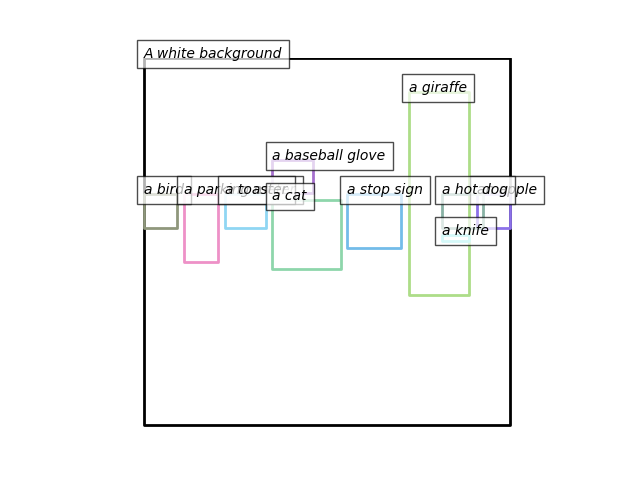 A white background
a giraffe
a baseball glove
a bird
a toaster
a stop sign
a hot dog
a cat
a knife